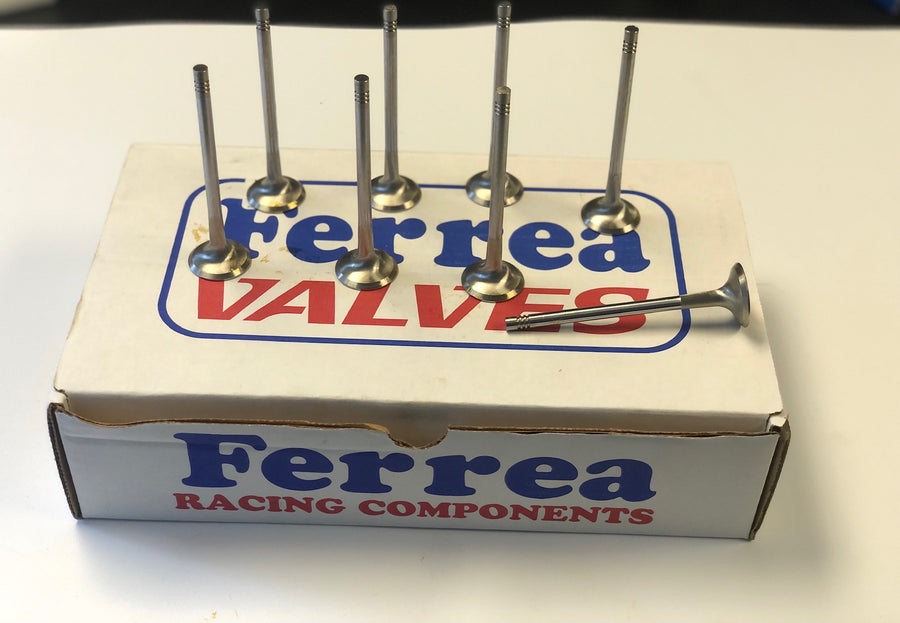 Ferrea
VALVES
Ferrea
RACING COMPONENTS